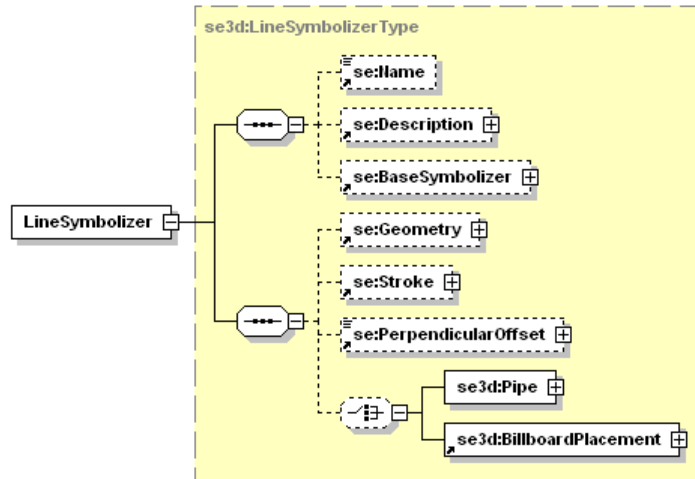 se3d:LineSymbolizerType
se:Name
se:Description
se:BaseSymbolizer
LineSymbolizer
se:Geometry
se:Stroke
se:PerpendicularOffset
se3d:Pipe
se3d:BillboardPlacement